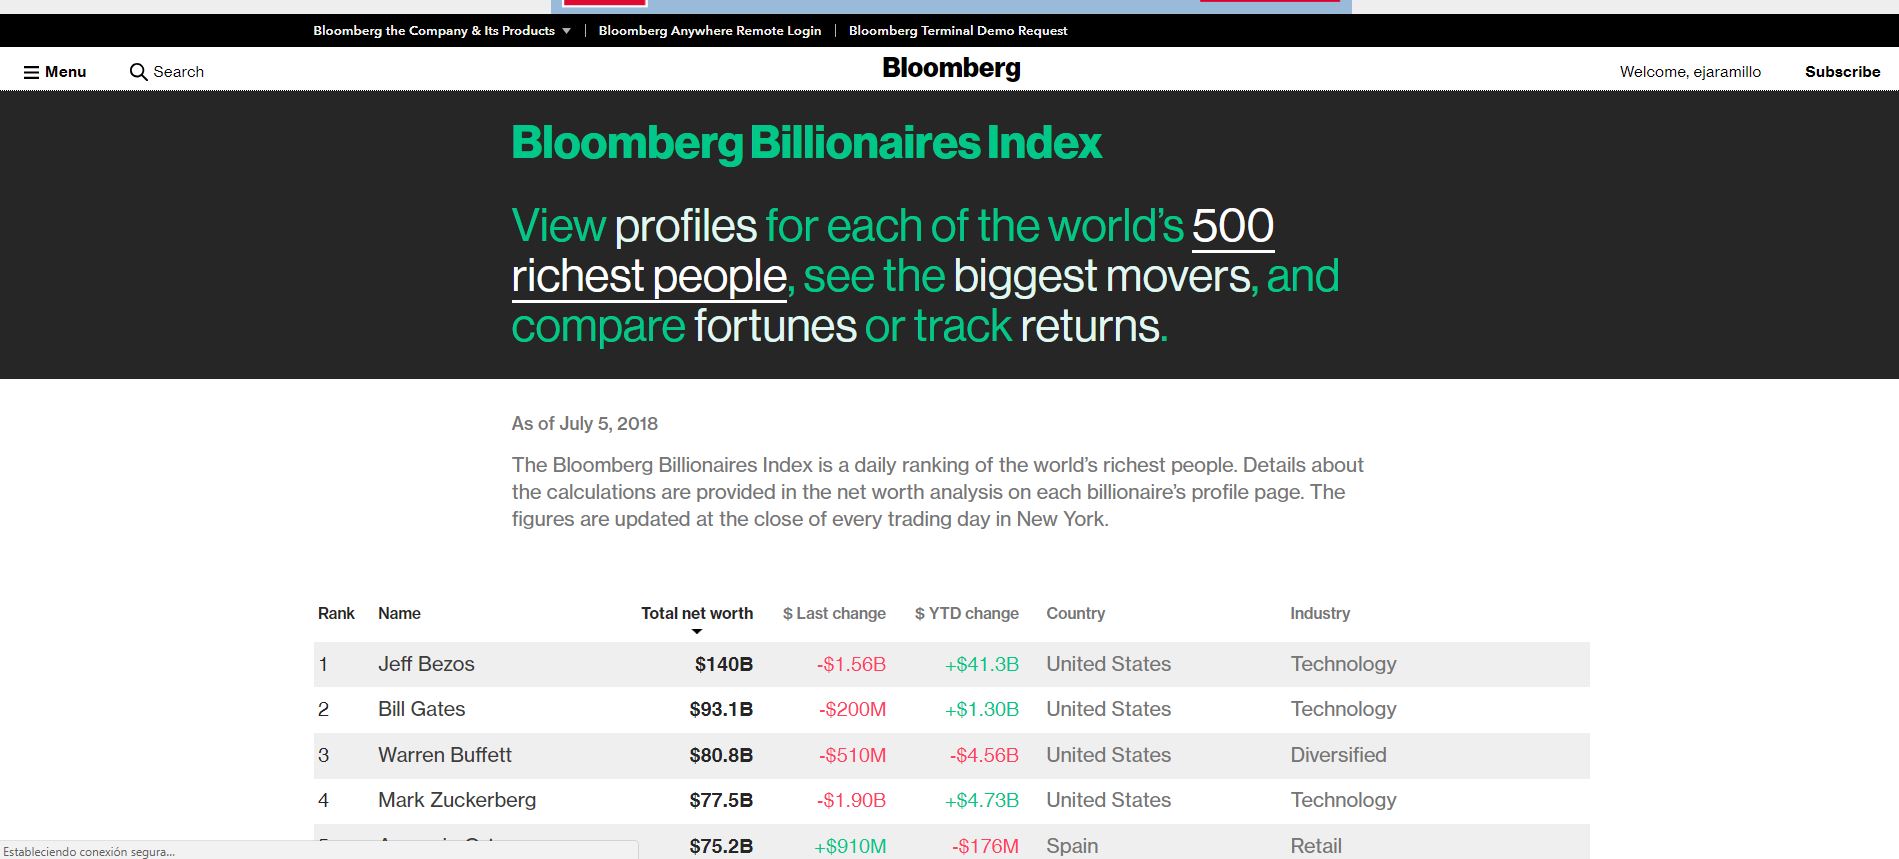 Bloomberg the Company & Its Products ▼ | Bloomberg Anywhere Remote Login | Bloomberg Terminal Demo Request
Menu Search Bloomberg Welcome, ejaramillo Subscribe
Bloomberg Billionaires Index
View profiles for each of the world's 500
richest people, see the biggest movers, and
compare fortunes or track returns.
As of July 5, 2018
The Bloomberg Billionaires Index is a daily ranking of the world's richest people. Details about
the calculations are provided in the net worth analysis on each billionaire's profile page. The
figures are updated at the close of every trading day in New York.
Rank Name Total net worth $ Last change $ YTD change Country Industry
1 Jeff Bezos $140B -$1.56B +$41.3B United States Technology
2 Bill Gates $93.1B -$200M +$1.30B United States Technology
3 Warren Buffett $80.8B -$510M -$4.56B United States Diversified
4 Mark Zuckerberg $77.5B -$1.90B +$4.73B United States Technology
$75.2B +$910M -$176M Spain Retail
Estableciendo conexión segura...